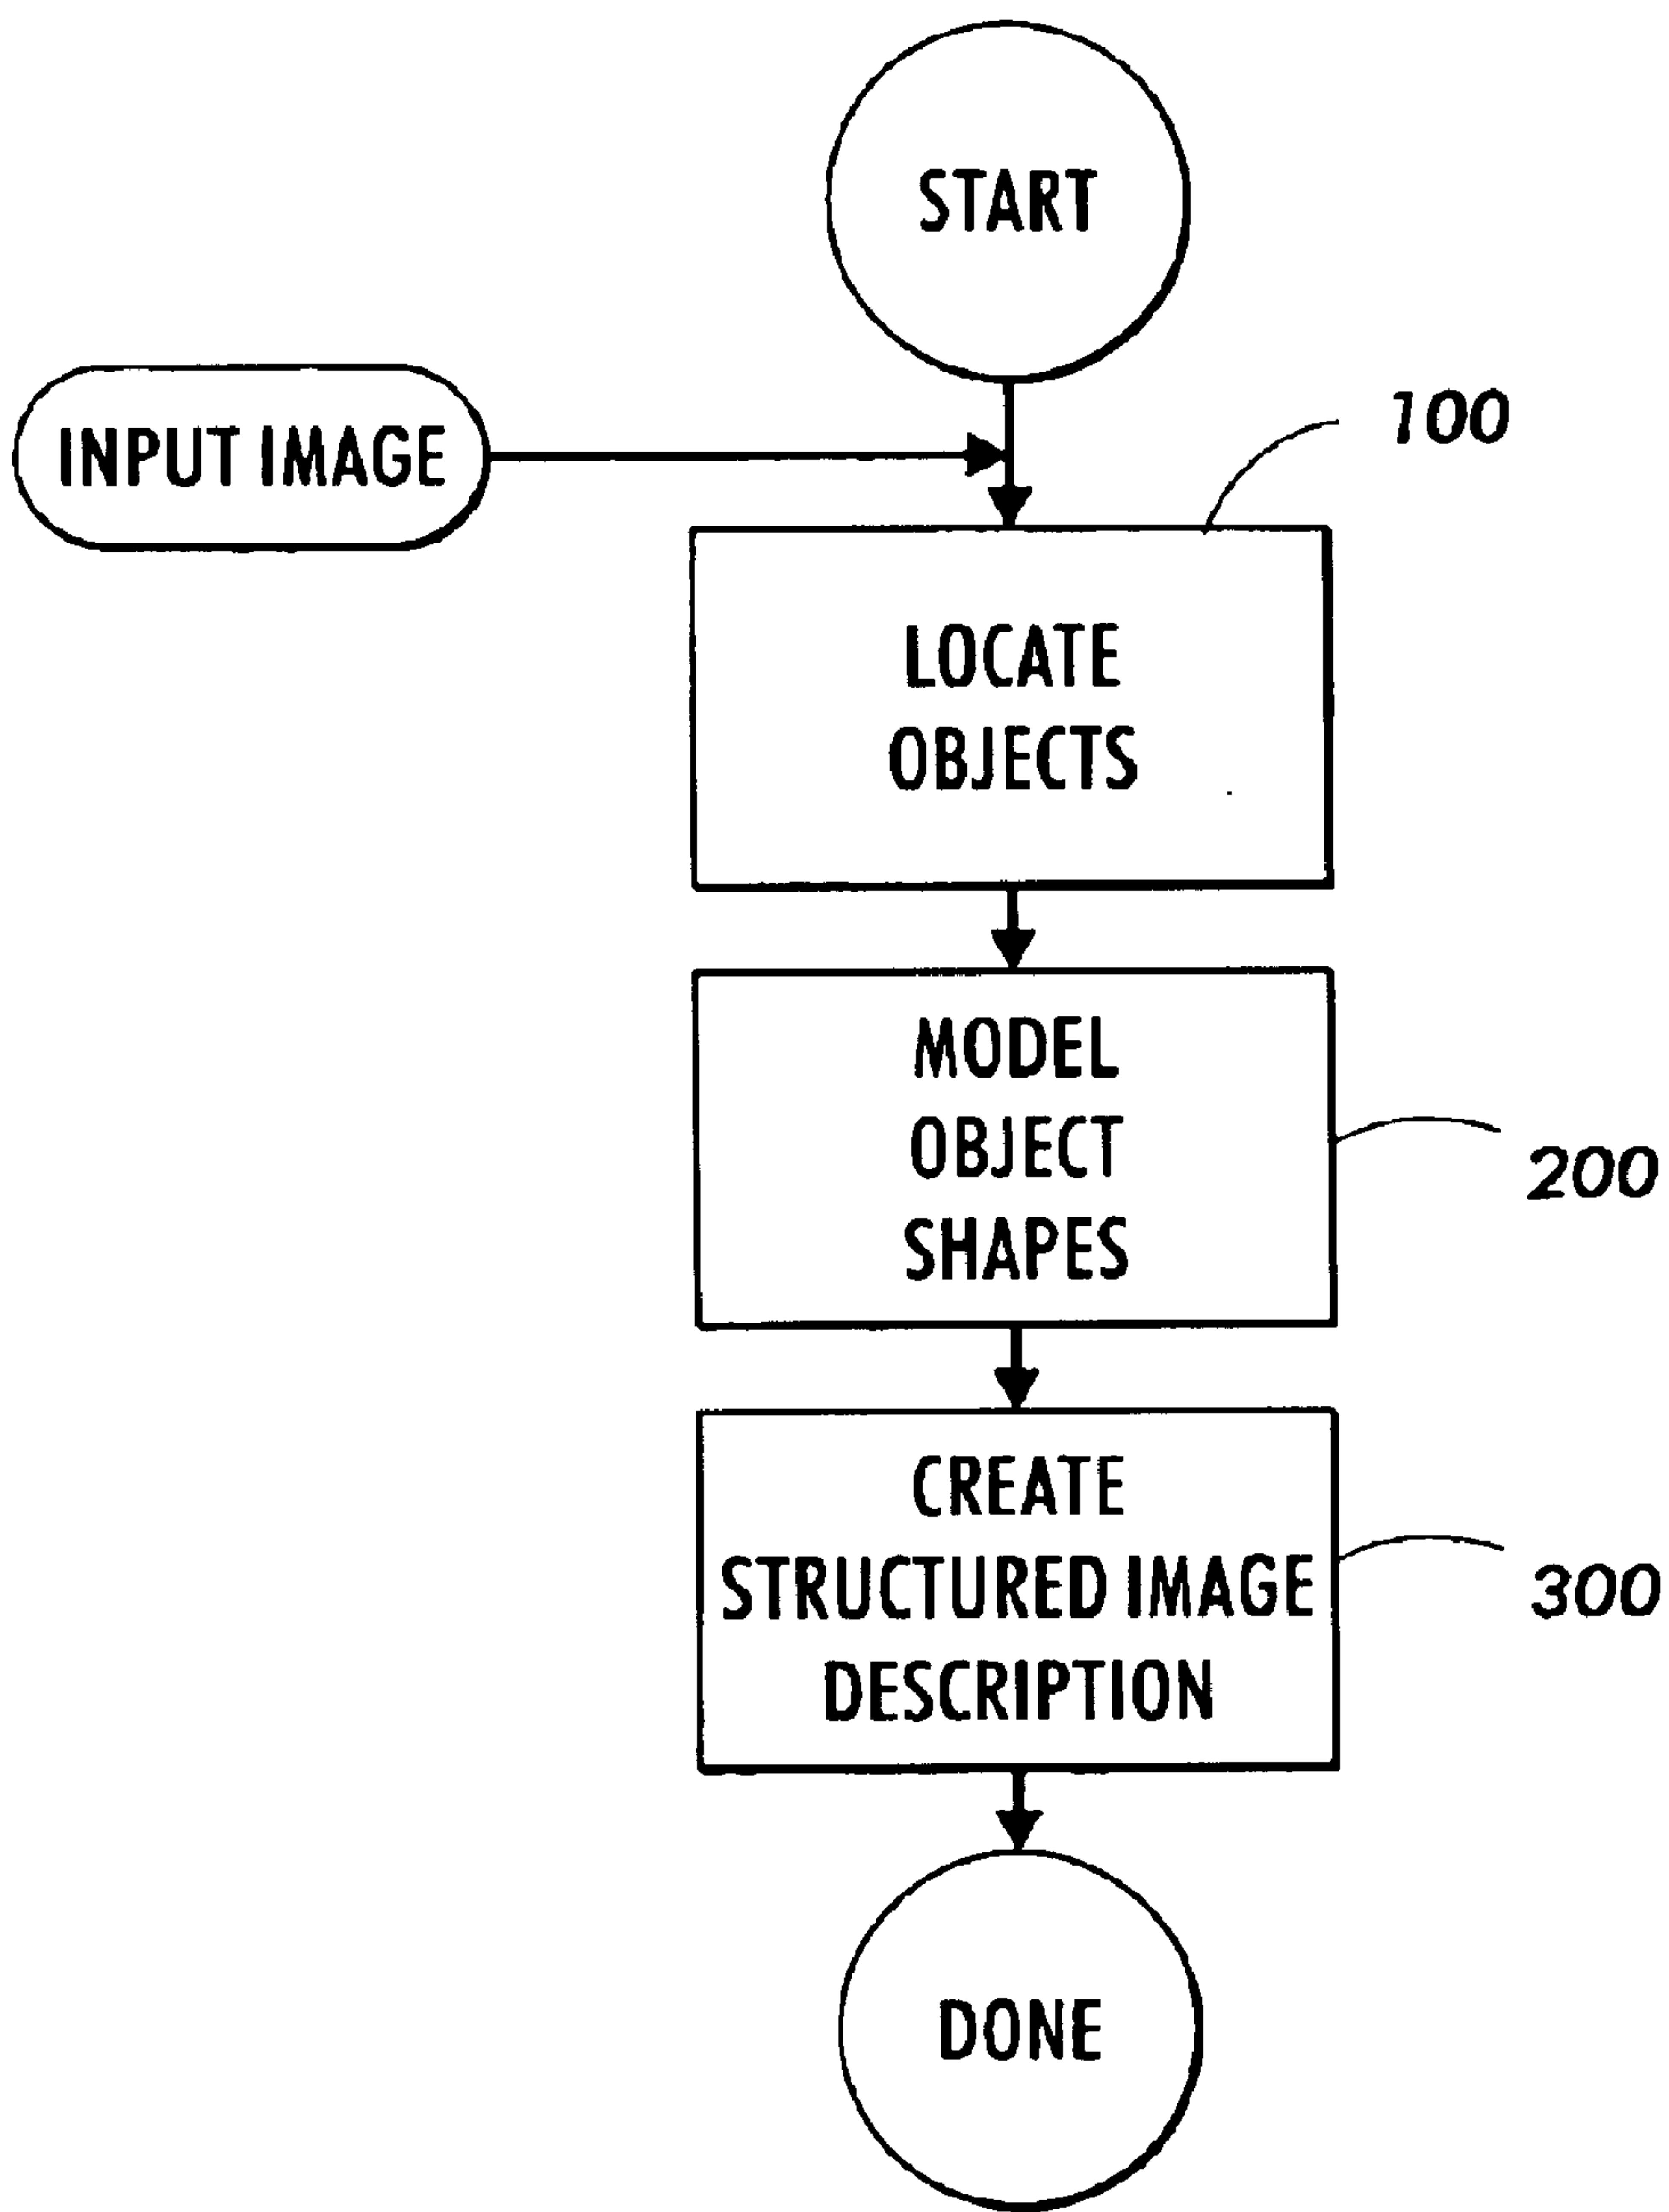 START
INPUT IMAGE
100
LOCATE
OBJECTS
MODEL
OBJECT
SHAPES
200
CREATE
STRUCTURED IMAGE
DESCRIPTION
300
DONE